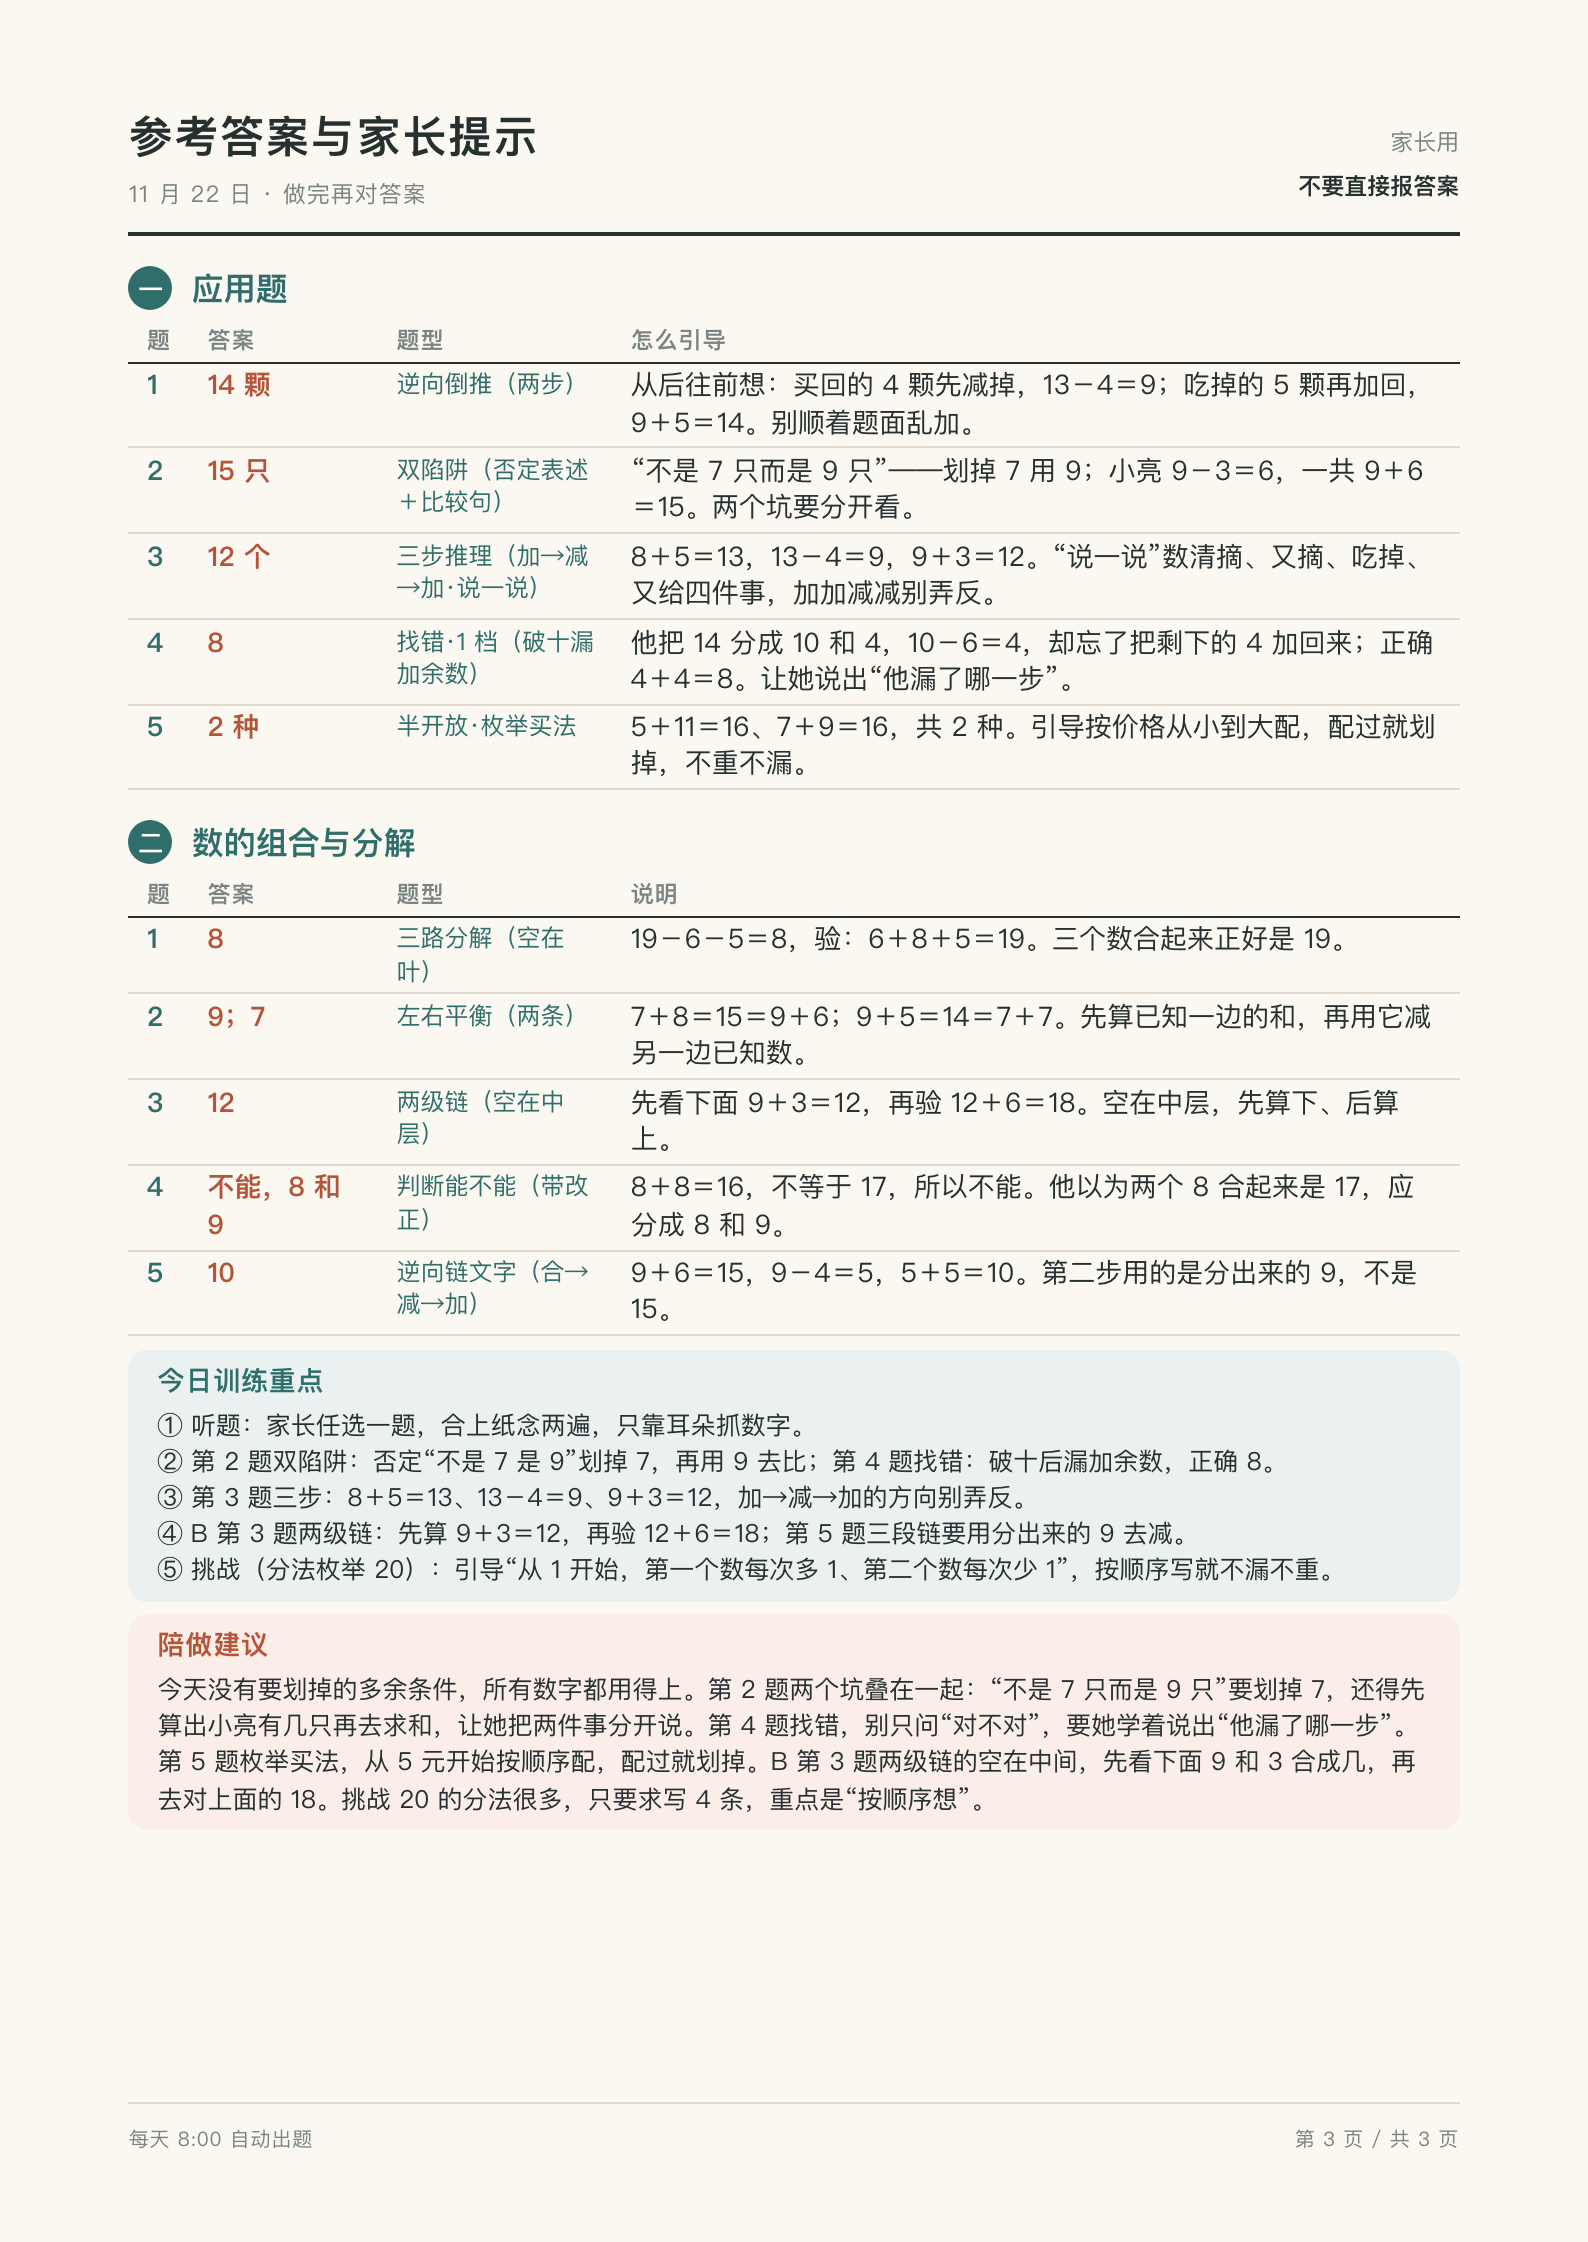 参考答案与家长提示
家长用
11 月 22 日 · 做完再对答案
不要直接报答案
一 应用题
题 答案 题型 怎么引导
1 14 颗 逆向倒推（两步） 从后往前想：买回的 4 颗先减掉，13－4＝9；吃掉的 5 颗再加回，
9＋5＝14。别顺着题面乱加。
2 15 只 双陷阱（否定表述 “不是 7 只而是 9 只”——划掉 7 用 9；小亮 9－3＝6，一共 9＋6
＋比较句） ＝15。两个坑要分开看。
3 12 个 三步推理（加→减 8＋5＝13，13－4＝9，9＋3＝12。“说一说”数清摘、又摘、吃掉、
→加·说一说） 又给四件事，加加减减别弄反。
4 8 找错·1 档（破十漏 他把 14 分成 10 和 4，10－6＝4，却忘了把剩下的 4 加回来；正确
加余数） 4＋4＝8。让她说出“他漏了哪一步”。
5 2 种 半开放·枚举买法 5＋11＝16、7＋9＝16，共 2 种。引导按价格从小到大配，配过就划
掉，不重不漏。
二 数的组合与分解
题 答案 题型 说明
1 8 三路分解（空在 19－6－5＝8，验：6＋8＋5＝19。三个数合起来正好是 19。
叶）
2 9；7 左右平衡（两条） 7＋8＝15＝9＋6；9＋5＝14＝7＋7。先算已知一边的和，再用它减
另一边已知数。
3 12 两级链（空在中 先看下面 9＋3＝12，再验 12＋6＝18。空在中层，先算下、后算
层） 上。
4 不能，8 和 判断能不能（带改 8＋8＝16，不等于 17，所以不能。他以为两个 8 合起来是 17，应
9 正） 分成 8 和 9。
5 10 逆向链文字（合→ 9＋6＝15，9－4＝5，5＋5＝10。第二步用的是分出来的 9，不是
减→加） 15。
今日训练重点
① 听题：家长任选一题，合上纸念两遍，只靠耳朵抓数字。
② 第 2 题双陷阱：否定“不是 7 是 9”划掉 7，再用 9 去比；第 4 题找错：破十后漏加余数，正确 8。
③ 第 3 题三步：8＋5＝13、13－4＝9、9＋3＝12，加→减→加的方向别弄反。
④ B 第 3 题两级链：先算 9＋3＝12，再验 12＋6＝18；第 5 题三段链要用分出来的 9 去减。
⑤ 挑战（分法枚举 20）：引导“从 1 开始，第一个数每次多 1、第二个数每次少 1”，按顺序写就不漏不重。
陪做建议
今天没有要划掉的多余条件，所有数字都用得上。第 2 题两个坑叠在一起：“不是 7 只而是 9 只”要划掉 7，还得先
算出小亮有几只再去求和，让她把两件事分开说。第 4 题找错，别只问“对不对”，要她学着说出“他漏了哪一步”。
第 5 题枚举买法，从 5 元开始按顺序配，配过就划掉。B 第 3 题两级链的空在中间，先看下面 9 和 3 合成几，再
去对上面的 18。挑战 20 的分法很多，只要求写 4 条，重点是“按顺序想”。
每天 8:00 自动出题
第 3 页 / 共 3 页